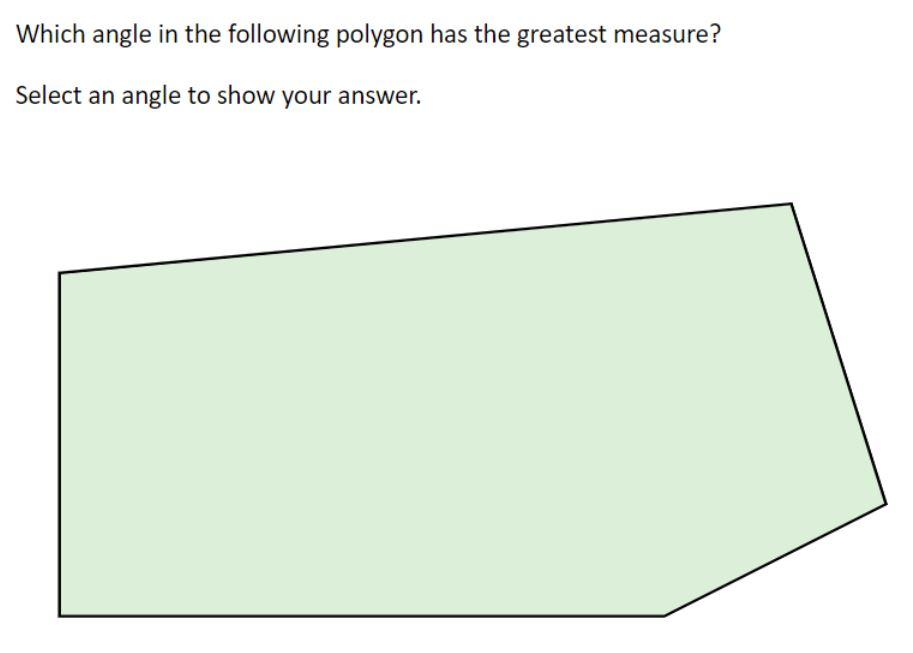 Which angle in the following polygon has the greatest measure?
Select an angle to show your answer.